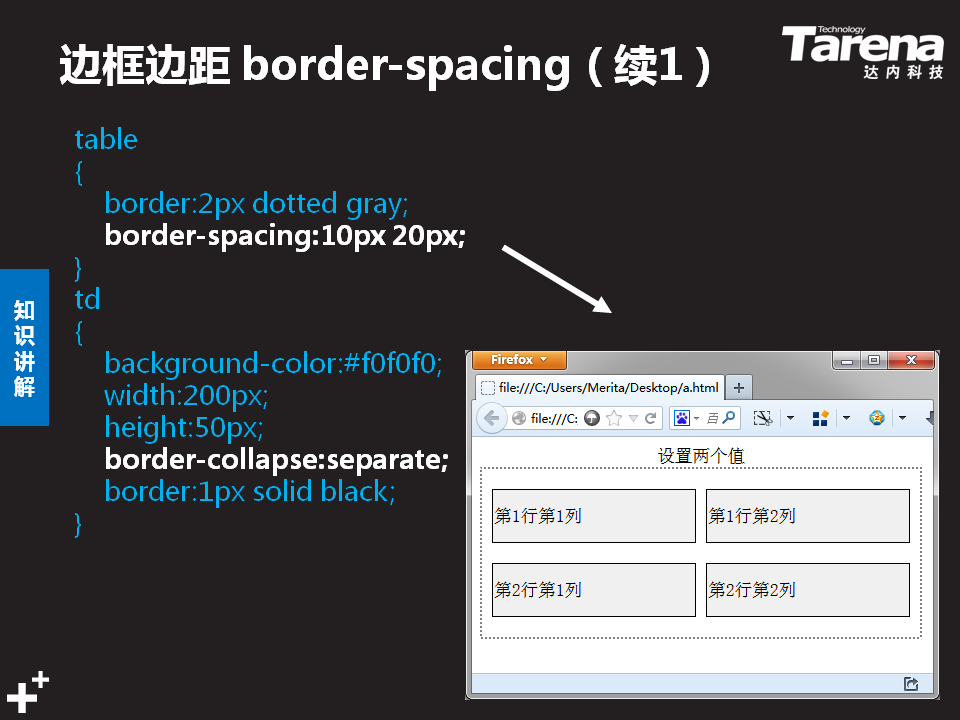 边框边距 border-spacing（续1）
Technology
Tarena
达内科技
table
{
border:2px dotted gray;
border-spacing:10px 20px;
}
td
{
background-color:#f0f0f0;
width:200px;
height:50px;
border-collapse:separate;
border:1px solid black;
}
知识讲解
Firefox
file:///C:/Users/Merita/Desktop/a.html
file:///C:
百
设置两个值
第1行第1列 第1行第2列
第2行第1列 第2行第2列